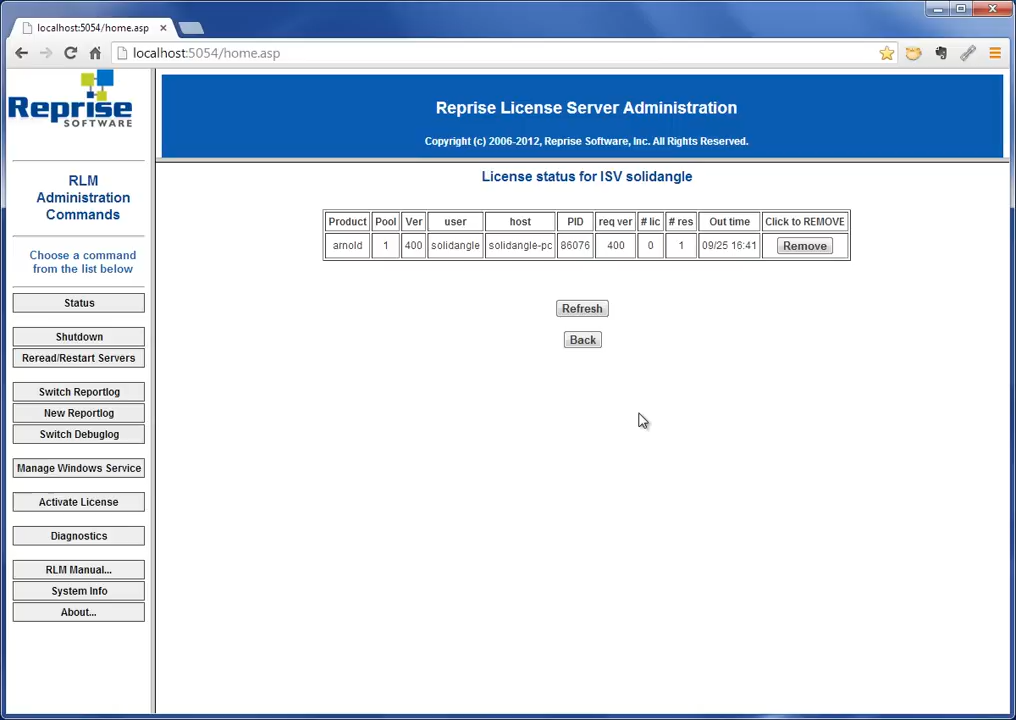 localhost:5054/home.asp
localhost:5054/home.asp
Reprise
SOFTWARE
RLM
Administration
Commands
Choose a command
from the list below
Status
Shutdown
Reread/Restart Servers
Switch Reportlog
New Reportlog
Switch Debuglog
Manage Windows Service
Activate License
Diagnostics
RLM Manual...
System Info
About...
Reprise License Server Administration
Copyright (c) 2006-2012, Reprise Software, Inc. All Rights Reserved.
License status for ISV solidangle
Product Pool Ver user host PID req ver # lic # res Out time Click to REMOVE
arnold 1 400 solidangle solidangle-pc 86076 400 0 1 09/25 16:41 Remove
Refresh
Back